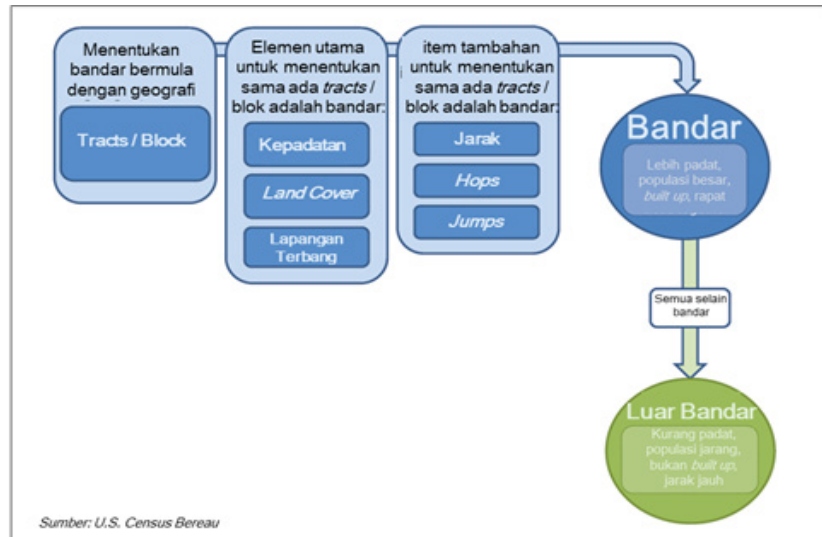 Menentukan
bandar bermula
dengan geografi
Tracts / Block
Elemen utama
untuk menentukan
sama ada tracts /
blok adalah bandar:
Kepadatan
Land Cover
Lapangan
Terbang
item tambahan
untuk menentukan
sama ada tracts /
blok adalah bandar:
Jarak
Hops
Jumps
Bandar
Lebih padat,
populasi besar,
built up, rapat
Semua selain
bandar
Luar Bandar
Kurang padat,
populasi jarang,
bukan built up,
jarak jauh
Sumber: U.S. Census Bereau